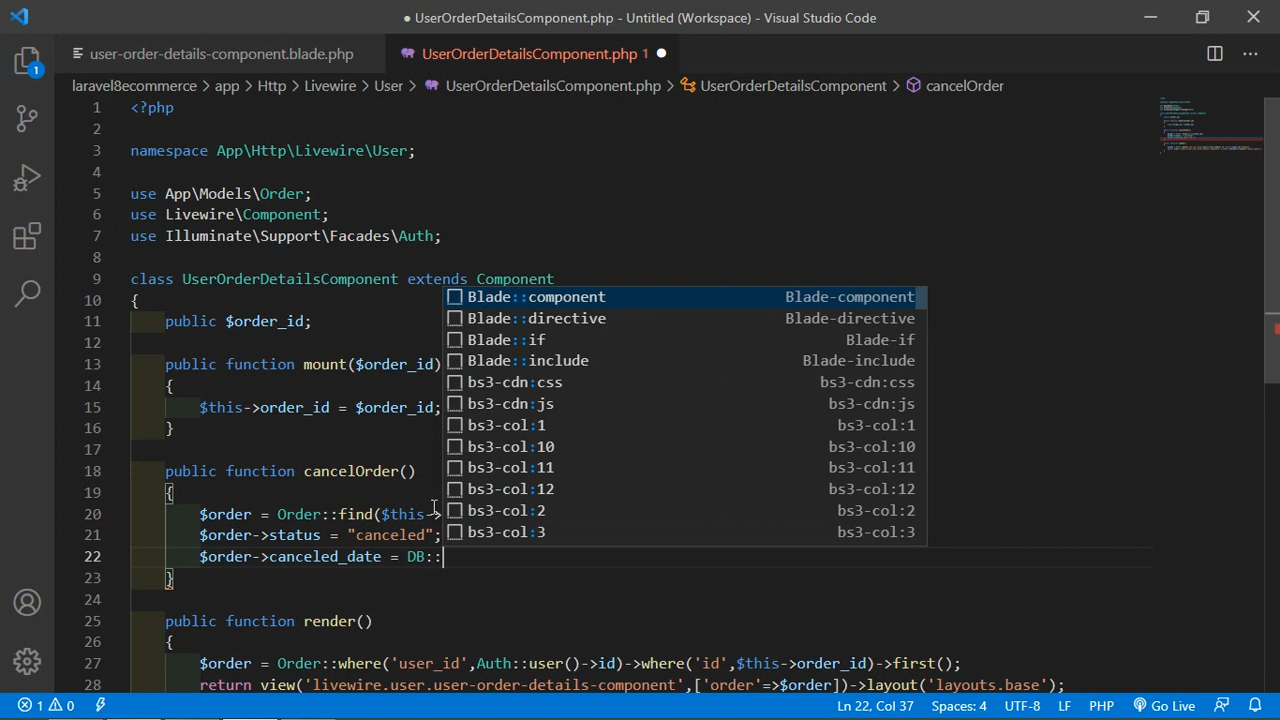 ● UserOrderDetailsComponent.php - Untitled (Workspace) - Visual Studio Code
user-order-details-component.blade.php
UserOrderDetailsComponent.php 1 ●
laravel8ecommerce > app > Http > Livewire > User > UserOrderDetailsComponent.php > UserOrderDetailsComponent > cancelOrder
1
1 <?php
2
3 namespace App\Http\Livewire\User;
4
5 use App\Models\Order;
6 use Livewire\Component;
7 use Illuminate\Support\Facades\Auth;
8
9 class UserOrderDetailsComponent extends Component
10 {
11 public $order_id;
12
13 public function mount($order_id)
14 {
15 $this->order_id = $order_id;
16 }
17
18 public function cancelOrder()
19 {
20 $order = Order::find($this->
21 $order->status = "canceled";
22 $order->canceled_date = DB::
23 }
24
25 public function render()
26 {
27 $order = Order::where('user_id',Auth::user()->id)->where('id',$this->order_id)->first();
28 return view('livewire.user.user-order-details-component',['order'=>$order])->layout('layouts.base');
Blade::component Blade-component
Blade::directive Blade-directive
Blade::if Blade-if
Blade::include Blade-include
bs3-cdn:css bs3-cdn:css
bs3-cdn:js bs3-cdn:js
bs3-col:1 bs3-col:1
bs3-col:10 bs3-col:10
bs3-col:11 bs3-col:11
bs3-col:12 bs3-col:12
bs3-col:2 bs3-col:2
bs3-col:3 bs3-col:3
1 0 Ln 22, Col 37 Spaces: 4 UTF-8 LF PHP Go Live